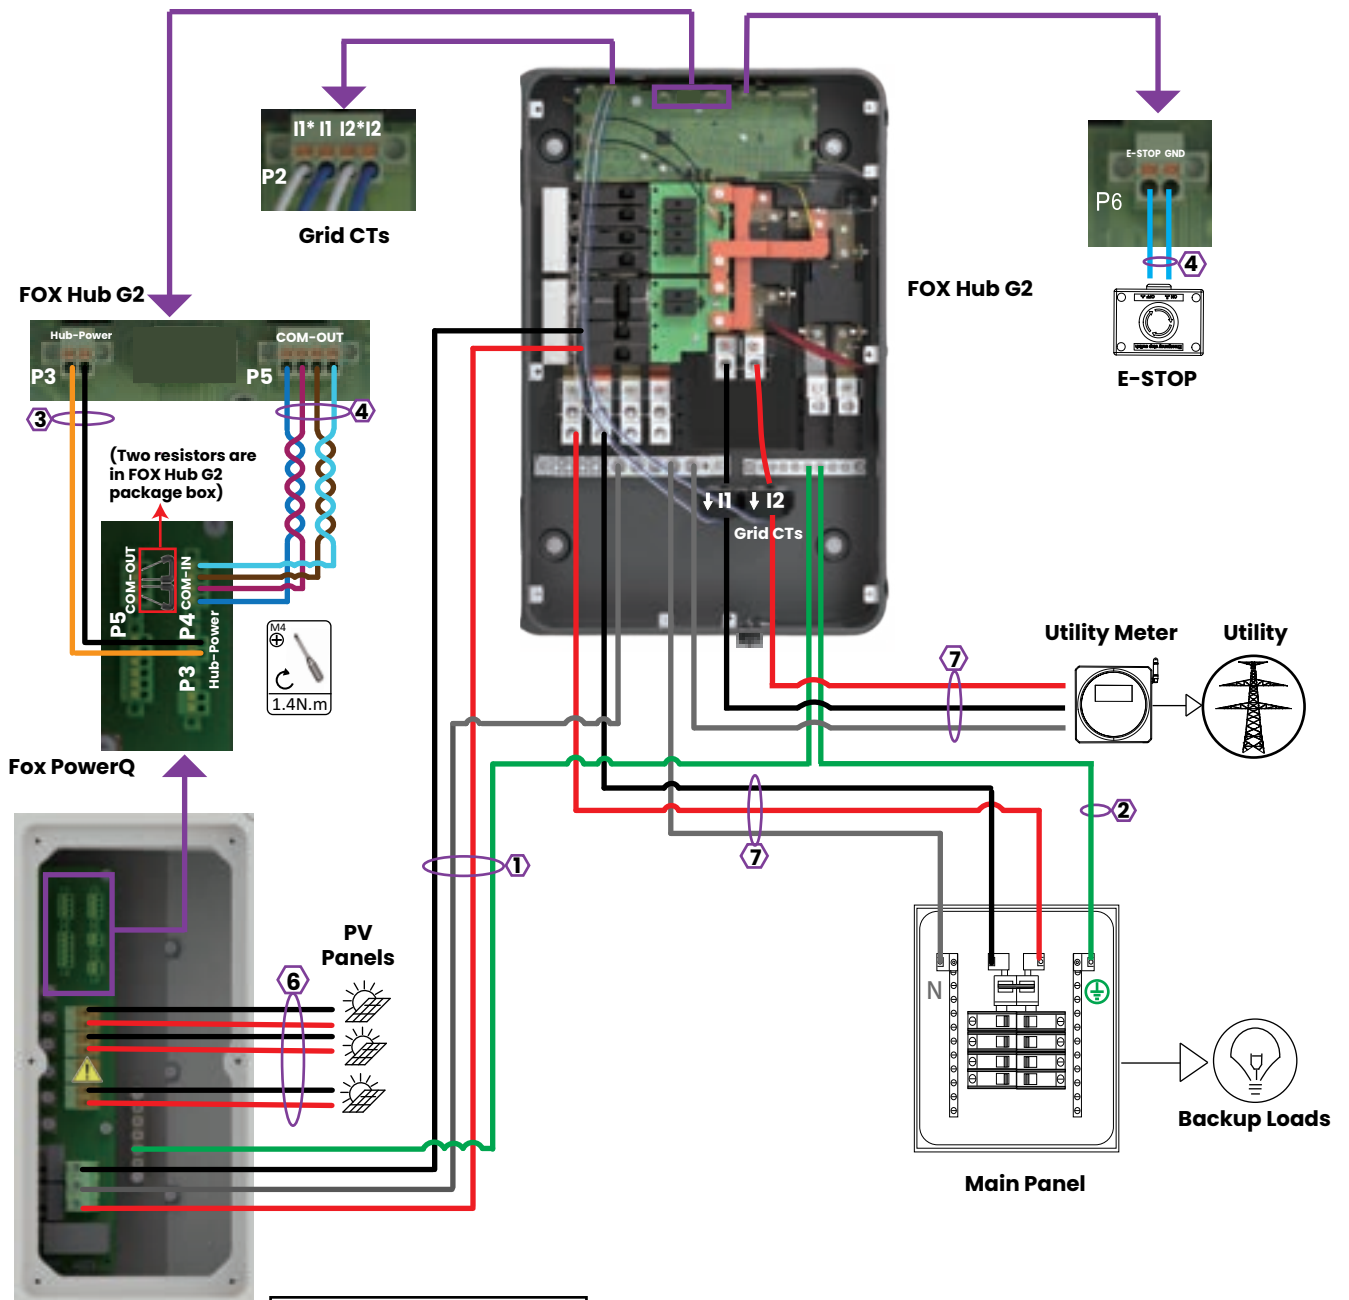 I1* I1 I2* I2
P2
Grid CTs
E-STOP GND
P6
4
E-STOP
FOX Hub G2
FOX Hub G2
Hub-Power
COM-OUT
P3
P5
3
4
(Two resistors are
in FOX Hub G2
package box)
COM-OUT
COM-IN
P5
P4
P3
Hub-Power
M4
1.4N.m
Fox PowerQ
I1
I2
Grid CTs
Utility Meter
Utility
7
2
7
1
PV
Panels
6
N
Backup Loads
Main Panel